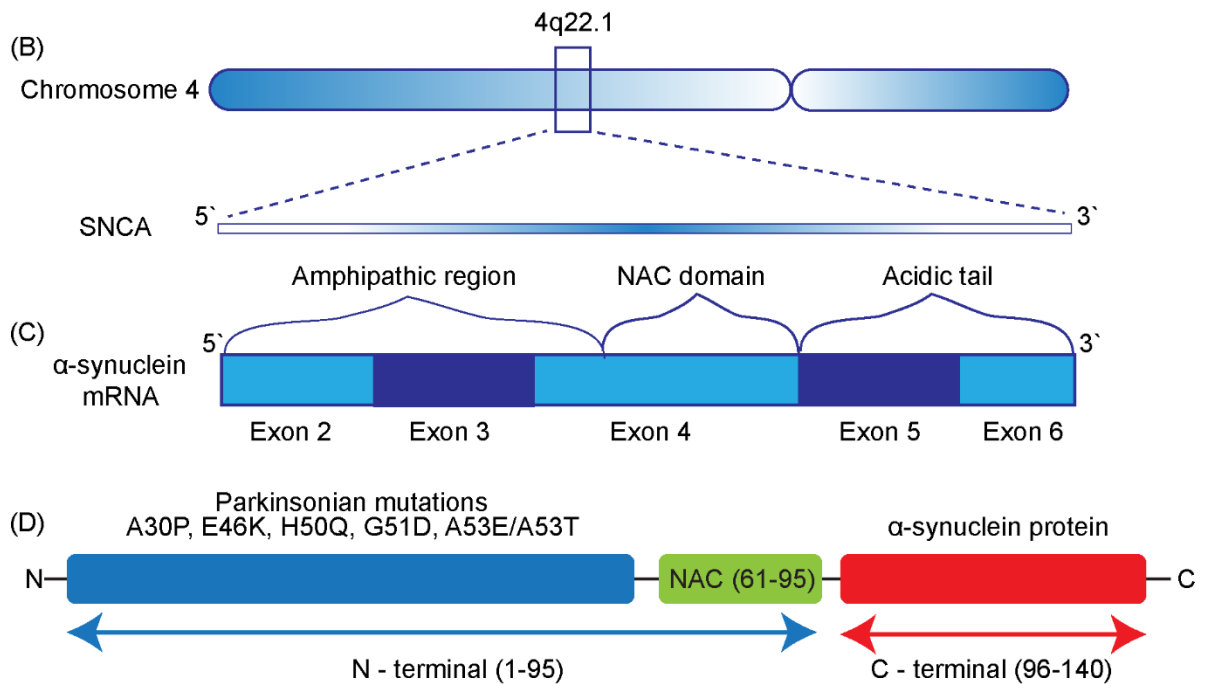 4q22.1
(B)
Chromosome 4
5` 3`
SNCA
Amphipathic region NAC domain Acidic tail
(C)
5` 3`
α-synuclein
mRNA
Exon 2 Exon 3 Exon 4 Exon 5 Exon 6
Parkinsonian mutations
(D) A30P, E46K, H50Q, G51D, A53E/A53T α-synuclein protein
N NAC (61-95) C
N - terminal (1-95) C - terminal (96-140)